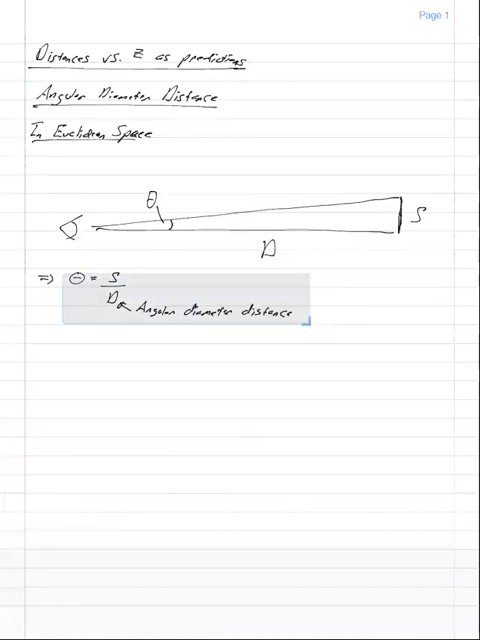 Page 1
Distances vs. z as predictions
Angular Diameter Distance
In Euclidean Space
θ
S
D
=> θ = S
D ← Angular diameter distance